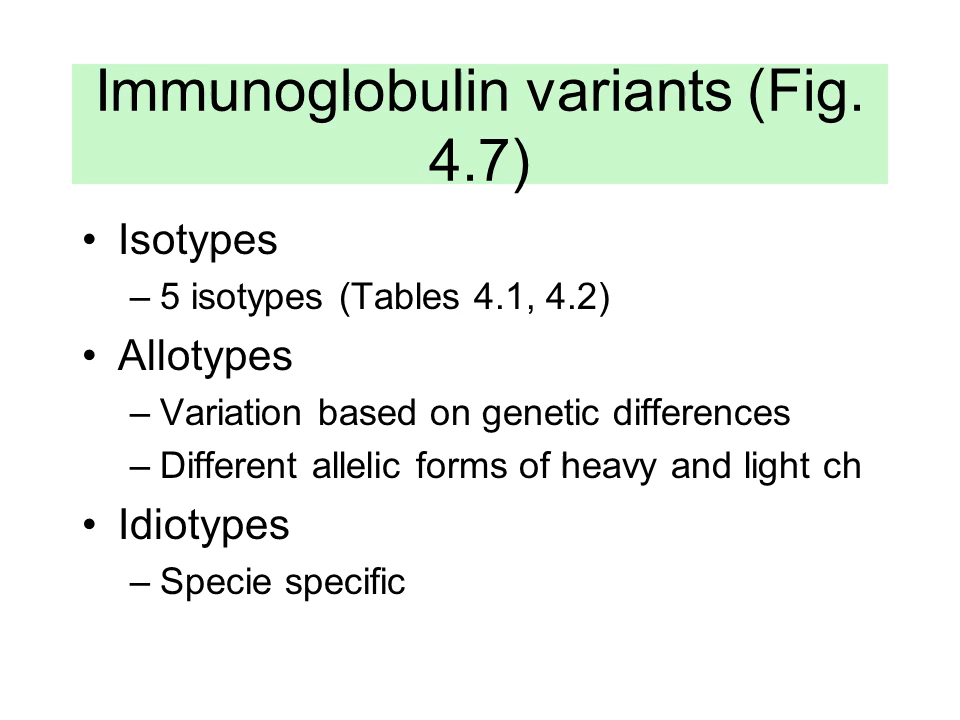 Immunoglobulin variants (Fig.
4.7)
• Isotypes
– 5 isotypes (Tables 4.1, 4.2)
• Allotypes
– Variation based on genetic differences
– Different allelic forms of heavy and light ch
• Idiotypes
– Specie specific